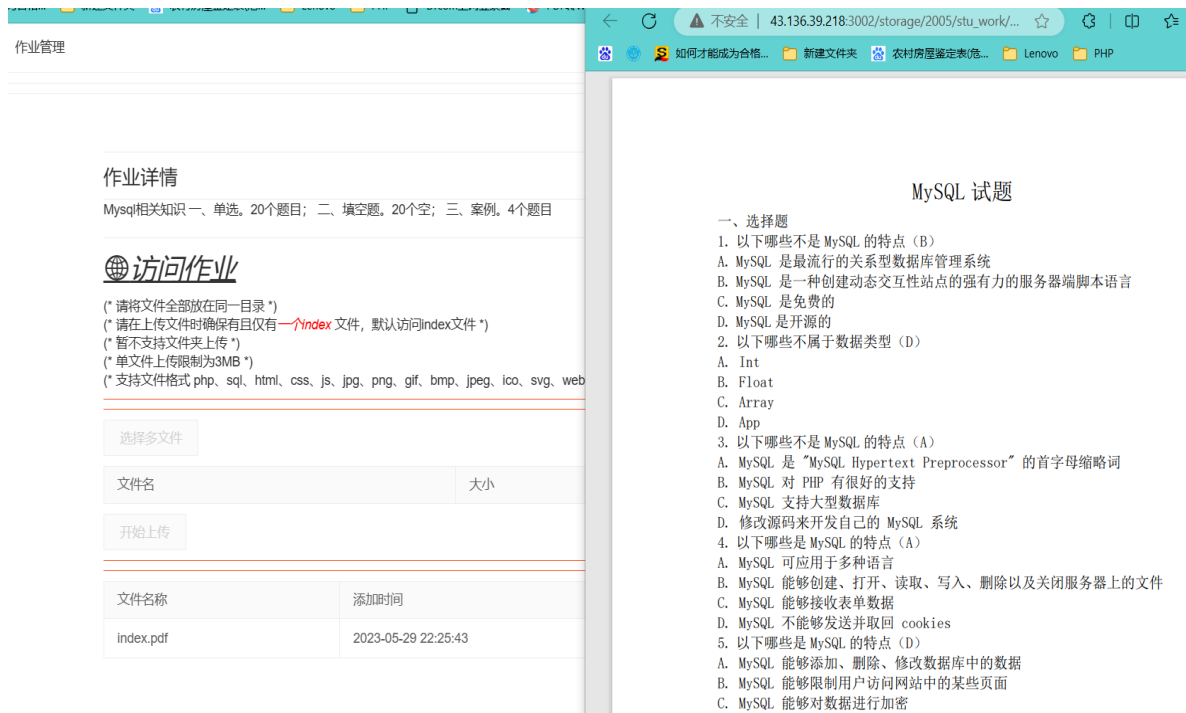 作业管理
作业详情
Mysql相关知识 一、单选。20个题目； 二、填空题。20个空； 三、案例。4个题目
访问作业
(* 请将文件全部放在同一目录 *)
(* 请在上传文件时确保有且仅有一个index 文件，默认访问index文件 *)
(* 暂不支持文件夹上传 *)
(* 单文件上传限制为3MB *)
(* 支持文件格式 php、sql、html、css、js、jpg、png、gif、bmp、jpeg、ico、svg、web
选择多文件
文件名 大小
开始上传
文件名称 添加时间
index.pdf 2023-05-29 22:25:43
不安全 | 43.136.39.218:3002/storage/2005/stu_work/...
如何才能成为合格... 新建文件夹 农村房屋鉴定表(危... Lenovo PHP
MySQL 试题
一、选择题
1. 以下哪些不是 MySQL 的特点（B）
A. MySQL 是最流行的关系型数据库管理系统
B. MySQL 是一种创建动态交互性站点的强有力的服务器端脚本语言
C. MySQL 是免费的
D. MySQL 是开源的
2. 以下哪些不属于数据类型（D）
A. Int
B. Float
C. Array
D. App
3. 以下哪些不是 MySQL 的特点（A）
A. MySQL 是 "MySQL Hypertext Preprocessor" 的首字母缩略词
B. MySQL 对 PHP 有很好的支持
C. MySQL 支持大型数据库
D. 修改源码来开发自己的 MySQL 系统
4. 以下哪些是 MySQL 的特点（A）
A. MySQL 可应用于多种语言
B. MySQL 能够创建、打开、读取、写入、删除以及关闭服务器上的文件
C. MySQL 能够接收表单数据
D. MySQL 不能够发送并取回 cookies
5. 以下哪些是 MySQL 的特点（D）
A. MySQL 能够添加、删除、修改数据库中的数据
B. MySQL 能够限制用户访问网站中的某些页面
C. MySQL 能够对数据进行加密